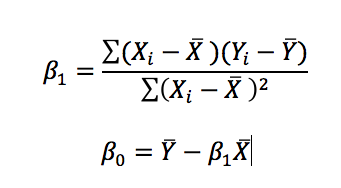 β₁ = ∑(Xᵢ − X̄ )(Yᵢ − Ȳ) / ∑(Xᵢ − X̄ )²
β₀ = Ȳ − β₁X̄